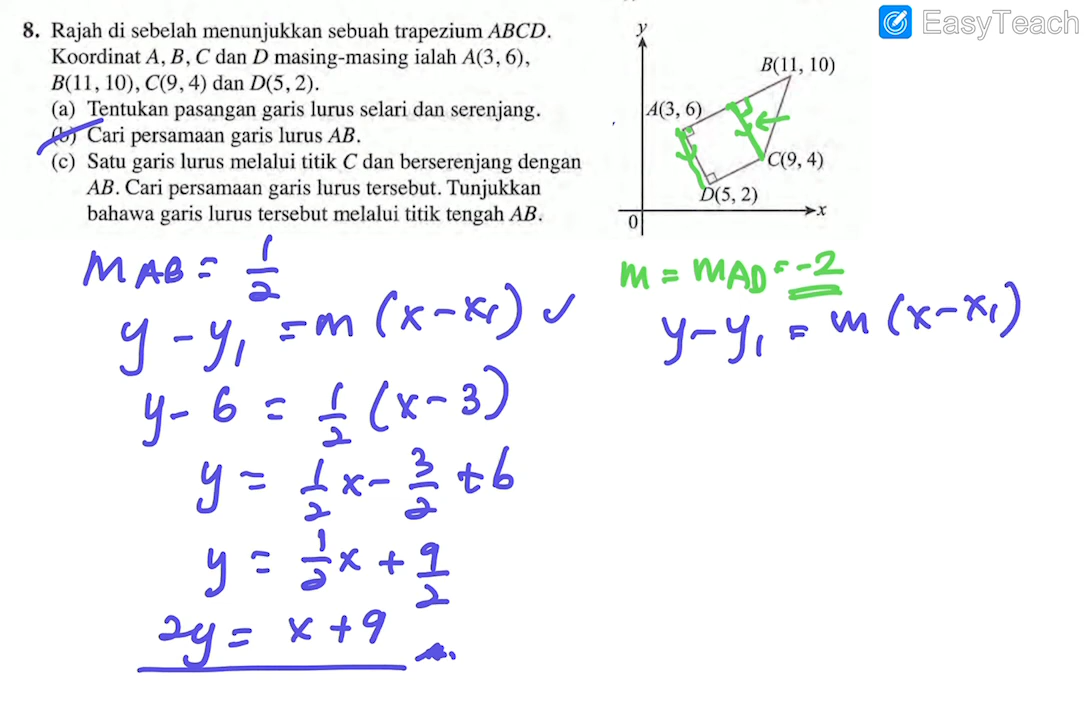 EasyTeach
8. Rajah di sebelah menunjukkan sebuah trapezium ABCD.
Koordinat A, B, C dan D masing-masing ialah A(3, 6),
B(11, 10), C(9, 4) dan D(5, 2).
(a) Tentukan pasangan garis lurus selari dan serenjang.
(b) Cari persamaan garis lurus AB.
(c) Satu garis lurus melalui titik C dan berserenjang dengan
AB. Cari persamaan garis lurus tersebut. Tunjukkan
bahawa garis lurus tersebut melalui titik tengah AB.
y
B(11, 10)
A(3, 6)
C(9, 4)
D(5, 2)
x
0
M AB = 1/2
y - y₁ = m (x - x₁) ✓
y - 6 = 1/2 (x - 3)
y = 1/2 x - 3/2 + 6
y = 1/2 x + 9/2
2y = x + 9
m = MAD = -2
y - y₁ = m (x - x₁)